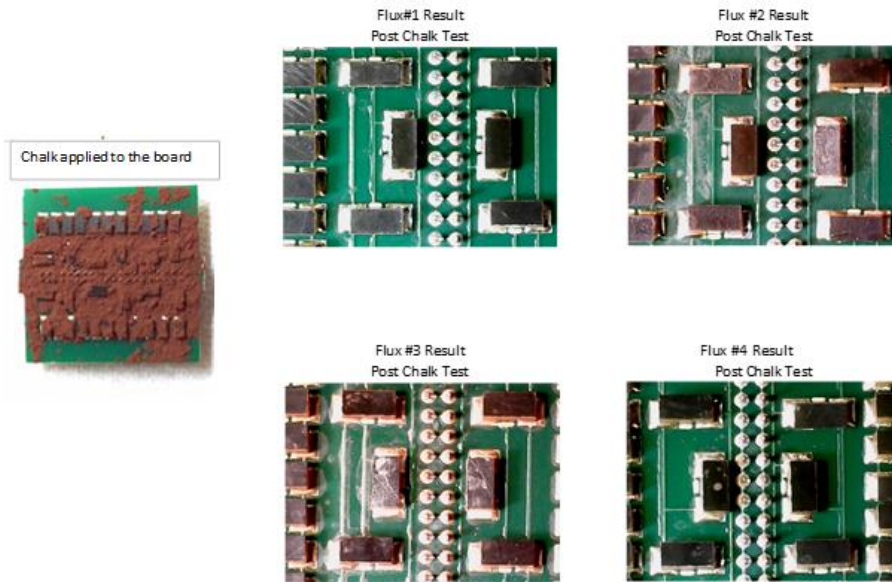 Flux#1 Result
Post Chalk Test
Flux #2 Result
Post Chalk Test
Chalk applied to the board
Flux #3 Result
Post Chalk Test
Flux #4 Result
Post Chalk Test